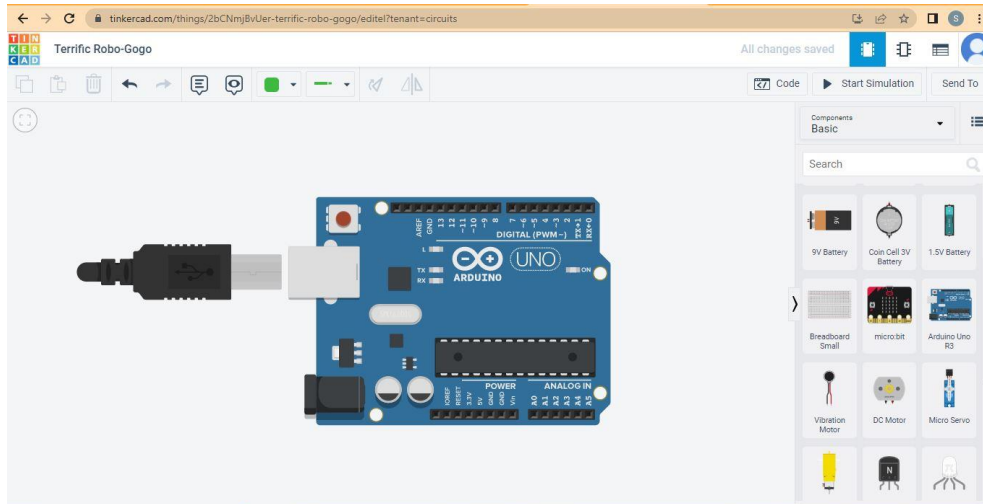 tinkercad.com/things/2bCNmjBvUer-terrific-robo-gogo/editel?tenant=circuits
S
TIN
KER
CAD
Terrific Robo-Gogo
All changes saved
Code
Start Simulation
Send To
Components
Basic
Search
9V Battery
Coin Cell 3V
Battery
1.5V Battery
Breadboard
Small
micro:bit
Arduino Uno
R3
Vibration
Motor
DC Motor
Micro Servo
9V
N
AREF
GND
13
12
~11
~10
~9
8
7
~6
~5
4
~3
2
TX→1
RX←0
DIGITAL (PWM~)
L
TX
RX
ARDUINO
UNO
ON
POWER
ANALOG IN
IOREF
RESET
3.3V
5V
GND
GND
Vin
A0
A1
A2
A3
A4
A5